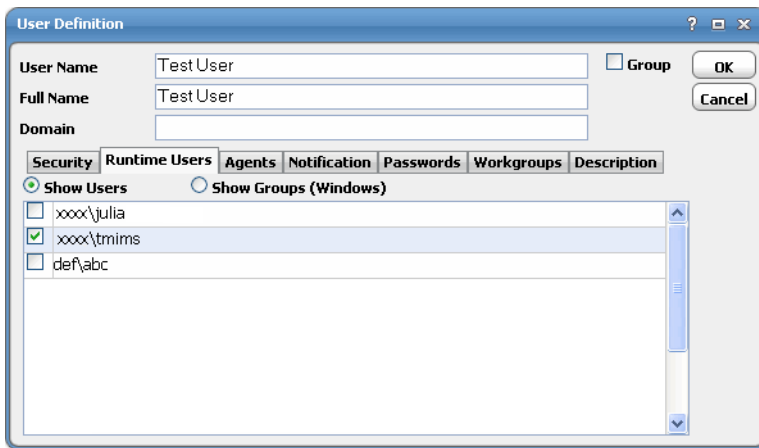 User Definition ?
User Name Test User Group OK
Full Name Test User Cancel
Domain
Security Runtime Users Agents Notification Passwords Workgroups Description
Show Users Show Groups (Windows)
xxxx\julia
xxxx\tmims
def\abc